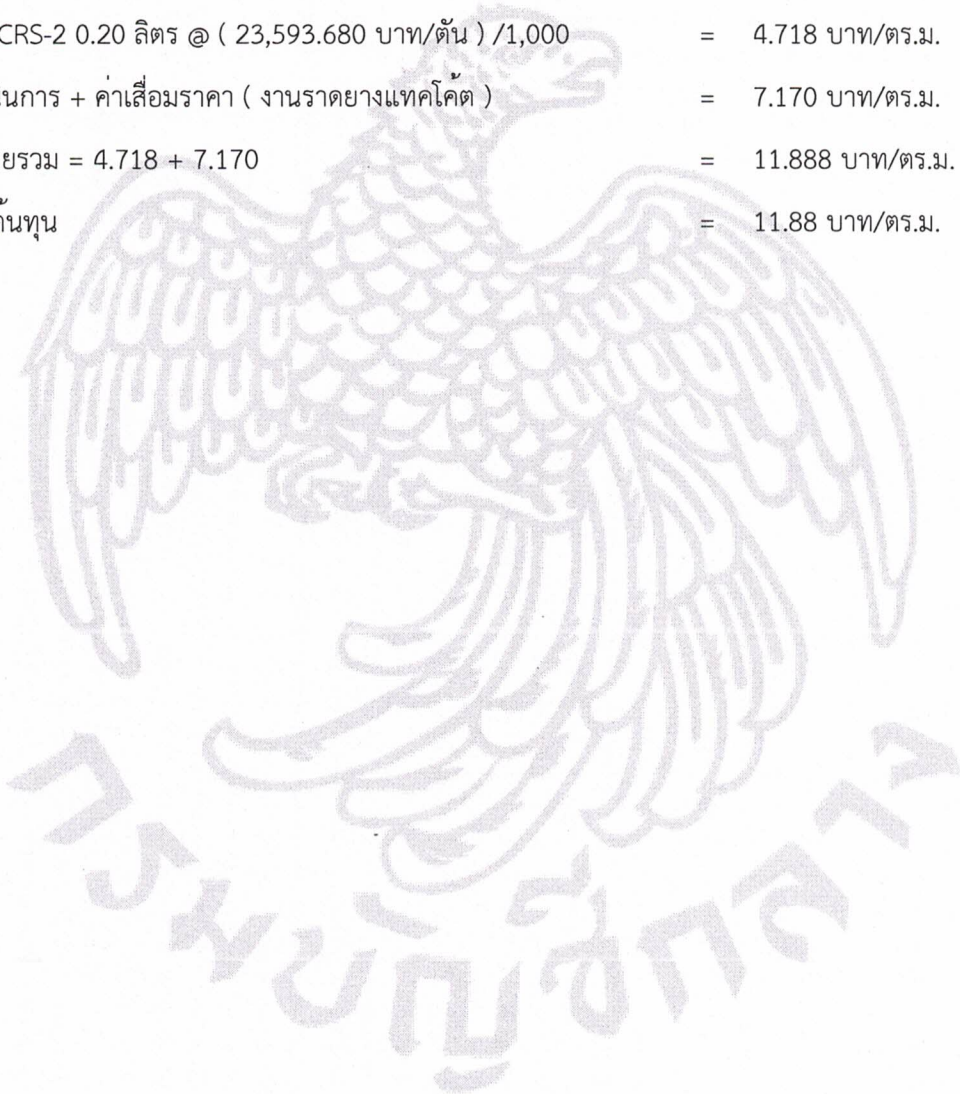 CRS-2 0.20 ลิตร @ ( 23,593.680 บาท/ตัน ) /1,000 = 4.718 บาท/ตร.ม.
นการ + ค่าเสื่อมราคา ( งานราดยางแทคโค้ต ) = 7.170 บาท/ตร.ม.
ยรวม = 4.718 + 7.170 = 11.888 บาท/ตร.ม.
ต้นทุน = 11.88 บาท/ตร.ม.
กรมบัญชีกลาง